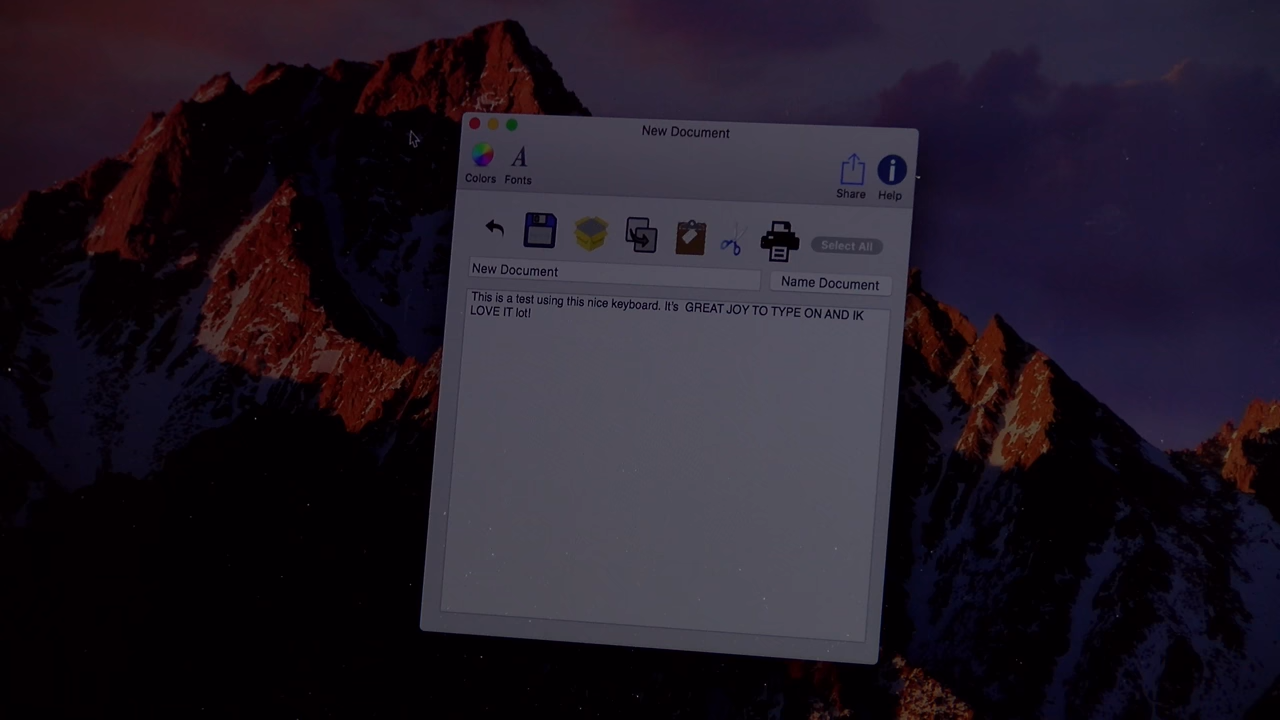 New Document
Colors Fonts
Share Help
Select All
New Document
Name Document
This is a test using this nice keyboard. It's  GREAT JOY TO TYPE ON AND IK
LOVE IT lot!